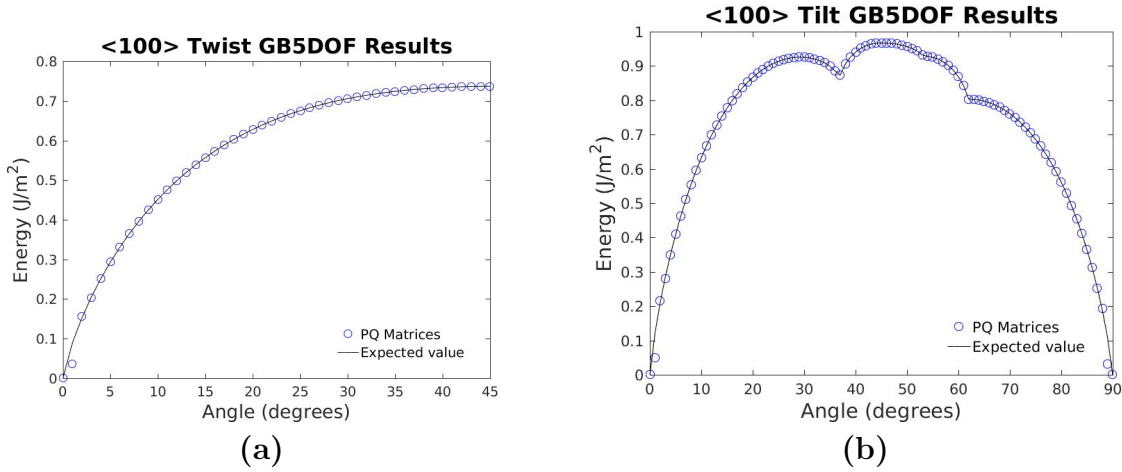 <100> Twist GB5DOF Results
0.8
0.7
0.6
0.5
0.4
0.3
0.2
0.1
0
Energy (J/m²)
PQ Matrices
Expected value
0 5 10 15 20 25 30 35 40 45
Angle (degrees)
(a)
<100> Tilt GB5DOF Results
1
0.9
0.8
0.7
0.6
0.5
0.4
0.3
0.2
0.1
0
Energy (J/m²)
PQ Matrices
Expected value
0 10 20 30 40 50 60 70 80 90
Angle (degrees)
(b)